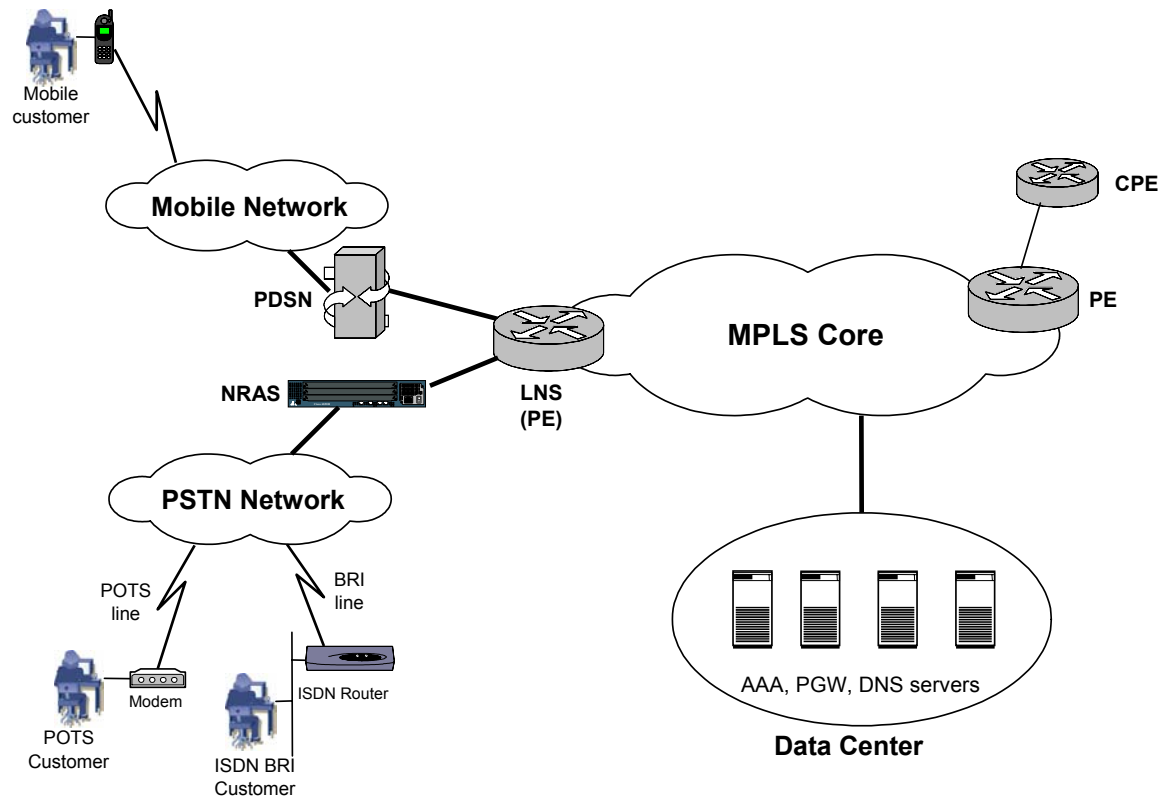 Mobile
customer
Mobile Network
CPE
PDSN
PE
MPLS Core
NRAS
LNS
(PE)
PSTN Network
POTS
line
BRI
line
Modem
ISDN Router
AAA, PGW, DNS servers
POTS
Customer
ISDN BRI
Customer
Data Center